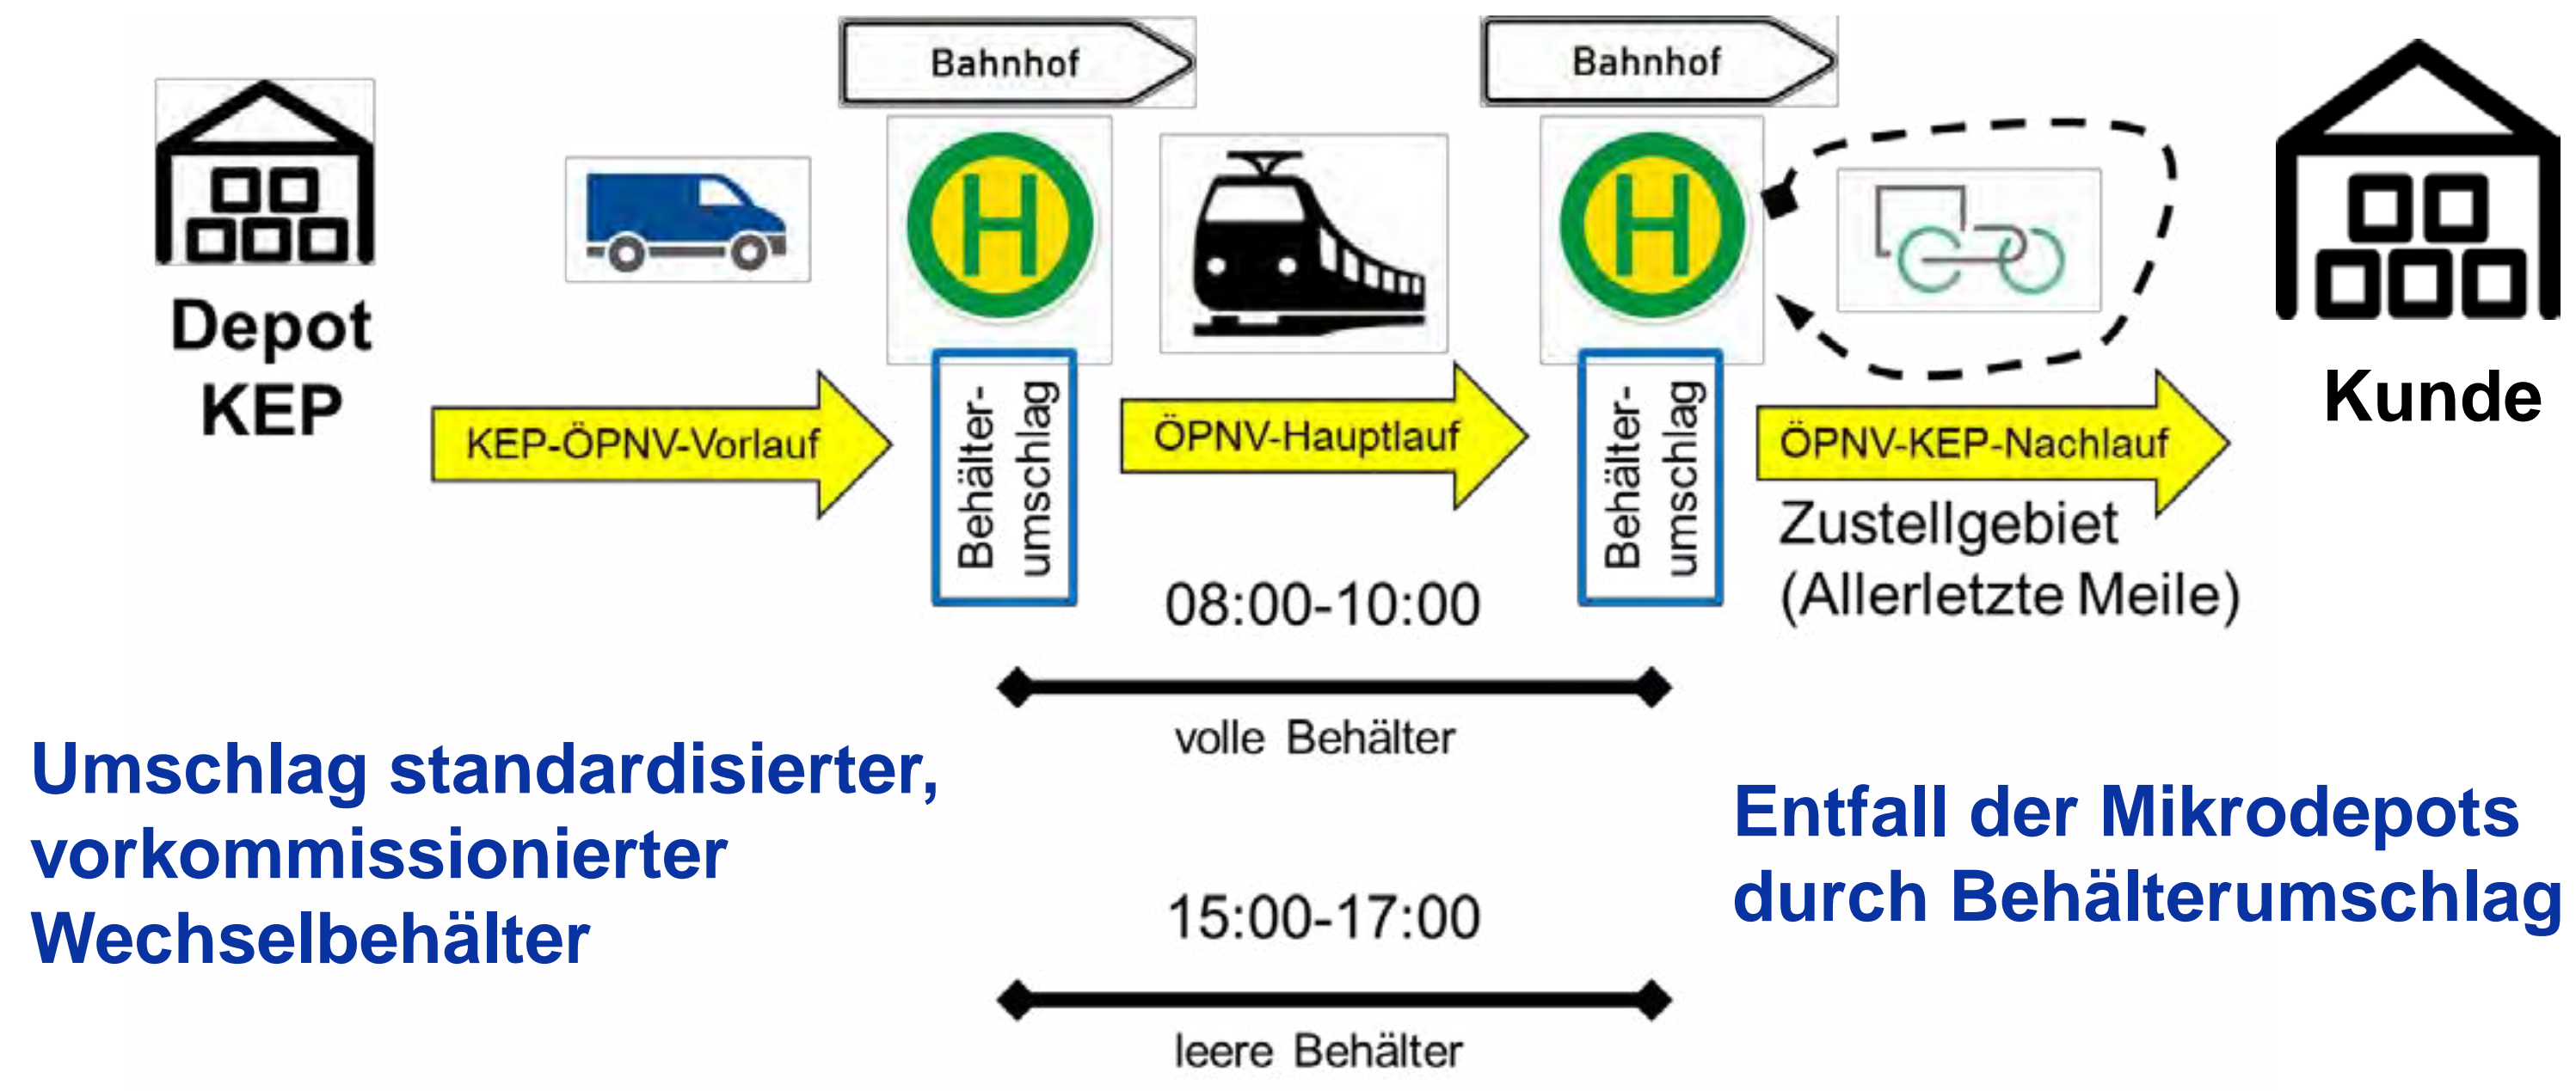 Bahnhof
Bahnhof
H
H
Depot
KEP
Kunde
KEP-ÖPNV-Vorlauf
Behälter-
umschlag
ÖPNV-Hauptlauf
Behälter-
umschlag
ÖPNV-KEP-Nachlauf
Zustellgebiet
(Allerletzte Meile)
08:00-10:00
volle Behälter
Umschlag standardisierter,
vorkommissionierter
Wechselbehälter
Entfall der Mikrodepots
durch Behälterumschlag
15:00-17:00
leere Behälter